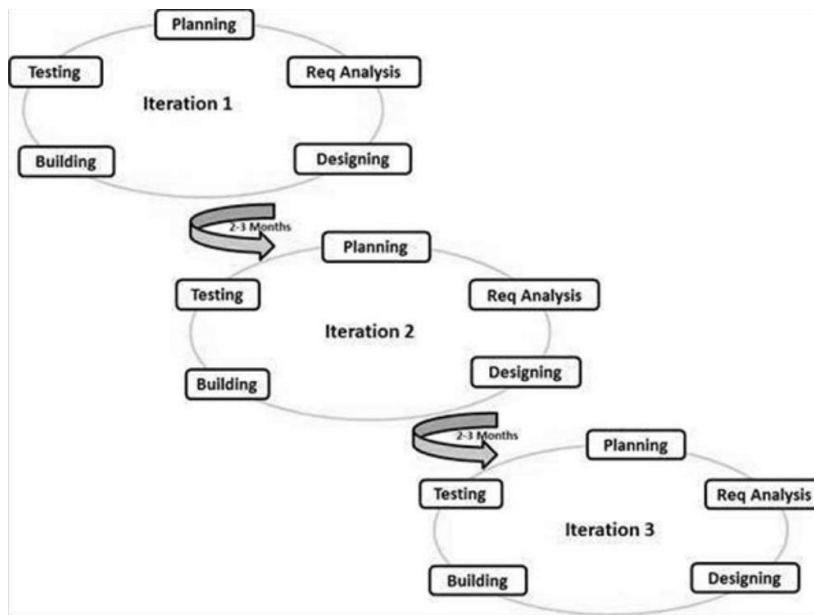 Planning
Testing
Req Analysis
Iteration 1
Building
Designing
2-3 Months
Planning
Testing
Req Analysis
Iteration 2
Building
Designing
2-3 Months
Planning
Testing
Req Analysis
Iteration 3
Building
Designing